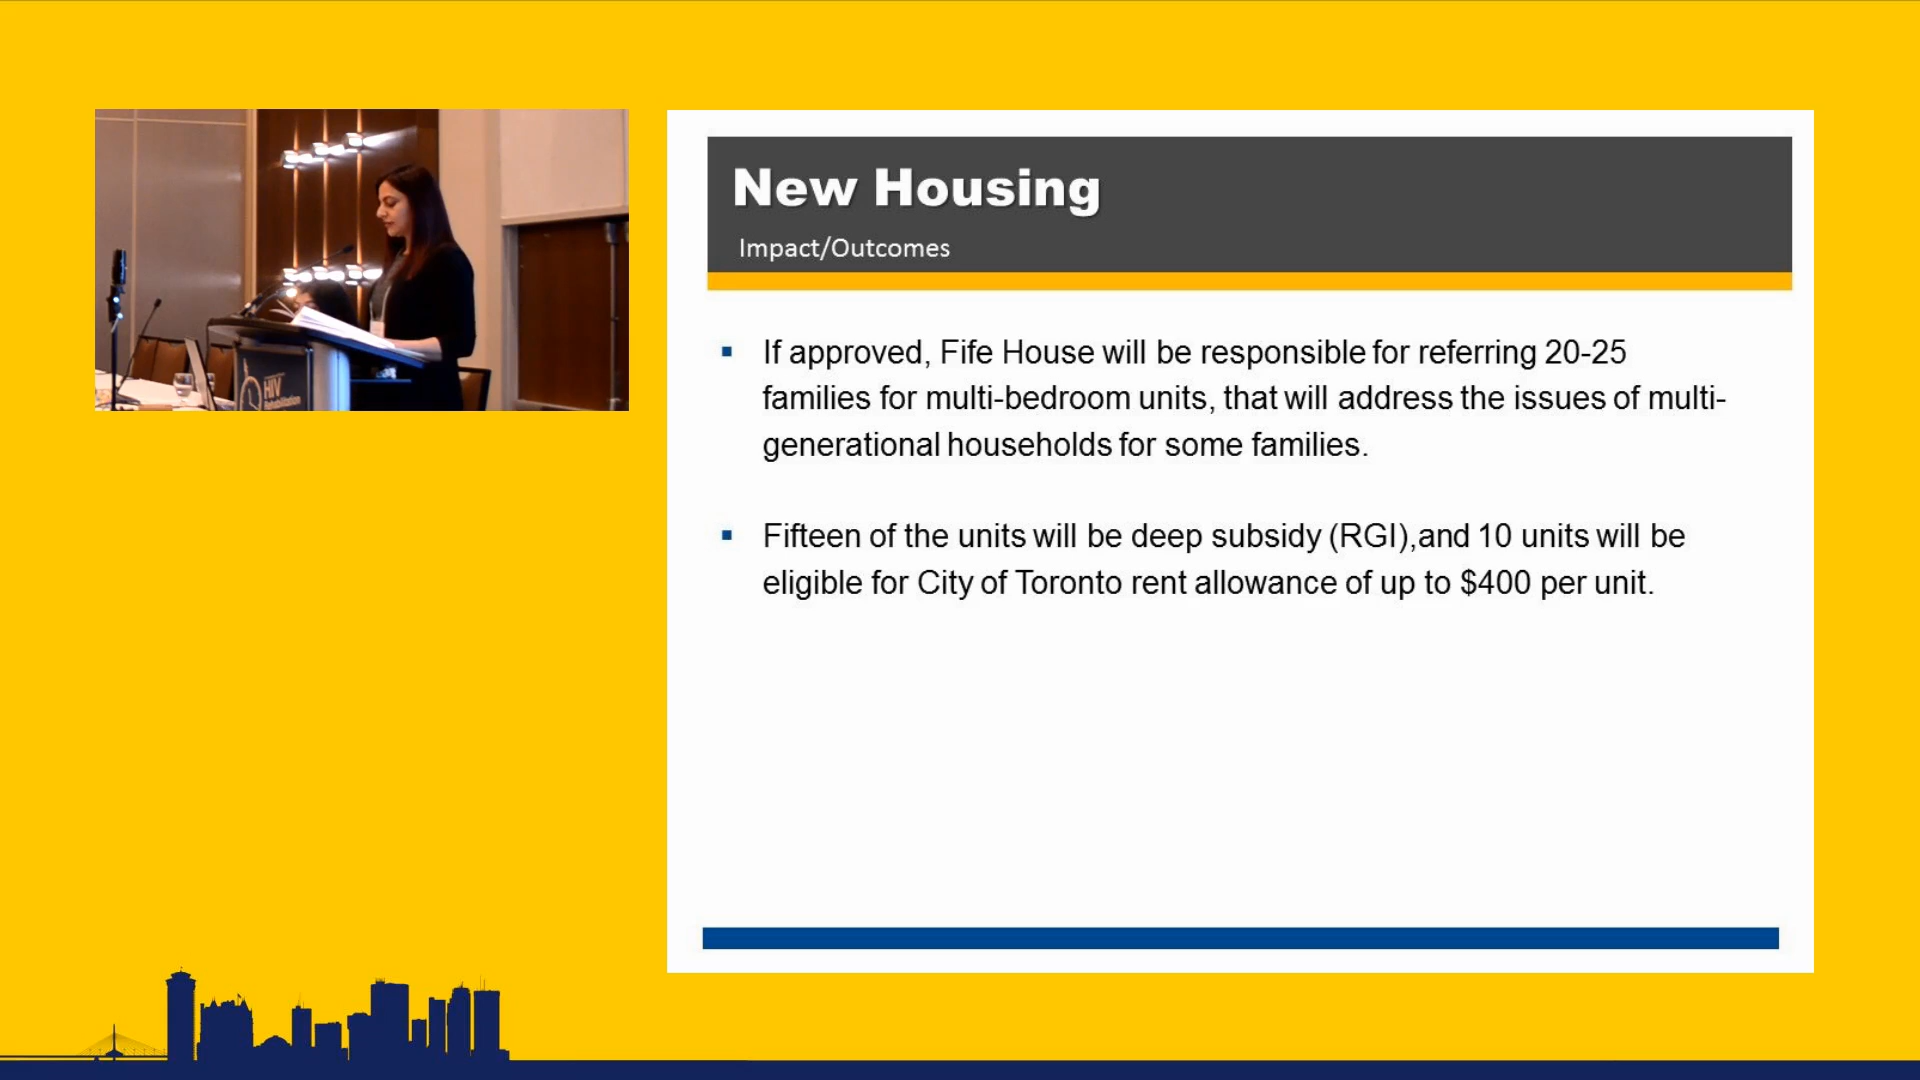 New Housing
Impact/Outcomes
▪ If approved, Fife House will be responsible for referring 20-25
families for multi-bedroom units, that will address the issues of multi-
generational households for some families.
▪ Fifteen of the units will be deep subsidy (RGI),and 10 units will be
eligible for City of Toronto rent allowance of up to $400 per unit.
HIV